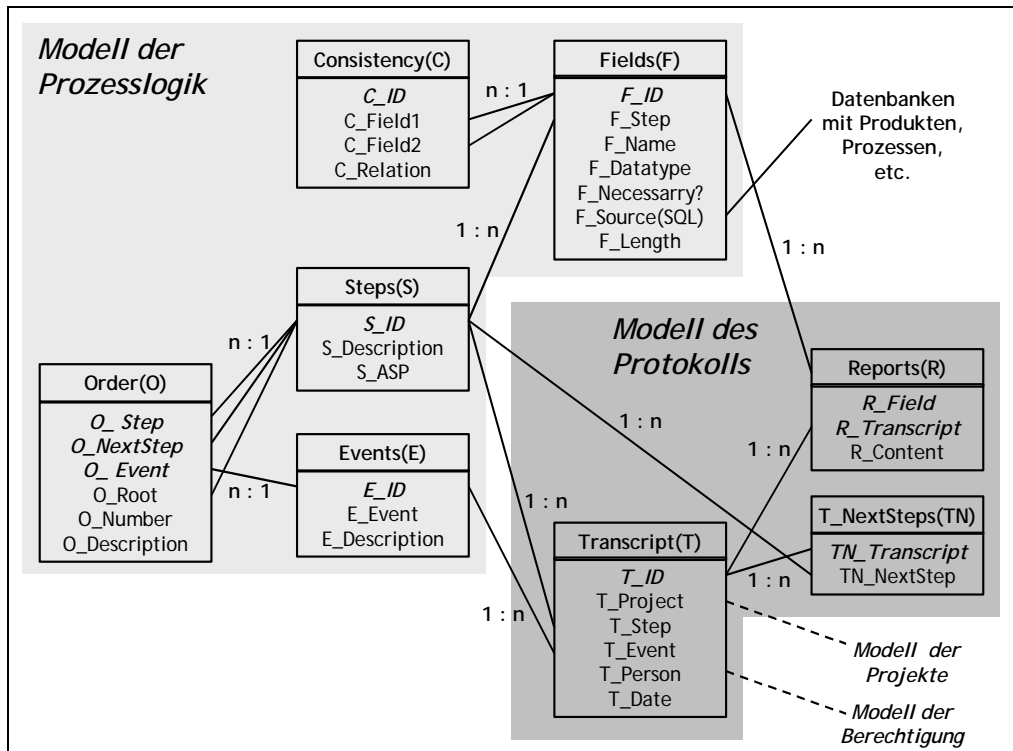 Modell der
Prozesslogik
Consistency(C)
C_ID
C_Field1
C_Field2
C_Relation
n : 1
Fields(F)
F_ID
F_Step
F_Name
F_Datatype
F_Necessarry?
F_Source(SQL)
F_Length
Datenbanken
mit Produkten,
Prozessen,
etc.
1 : n
1 : n
Steps(S)
S_ID
S_Description
S_ASP
n : 1
Order(O)
O_ Step
O_NextStep
O_ Event
O_Root
O_Number
O_Description
n : 1
Events(E)
E_ID
E_Event
E_Description
Modell des
Protokolls
Reports(R)
R_Field
R_Transcript
R_Content
1 : n
1 : n
1 : n
T_NextSteps(TN)
TN_Transcript
TN_NextStep
1 : n
Transcript(T)
T_ID
T_Project
T_Step
T_Event
T_Person
T_Date
1 : n
Modell der
Projekte
Modell der
Berechtigung